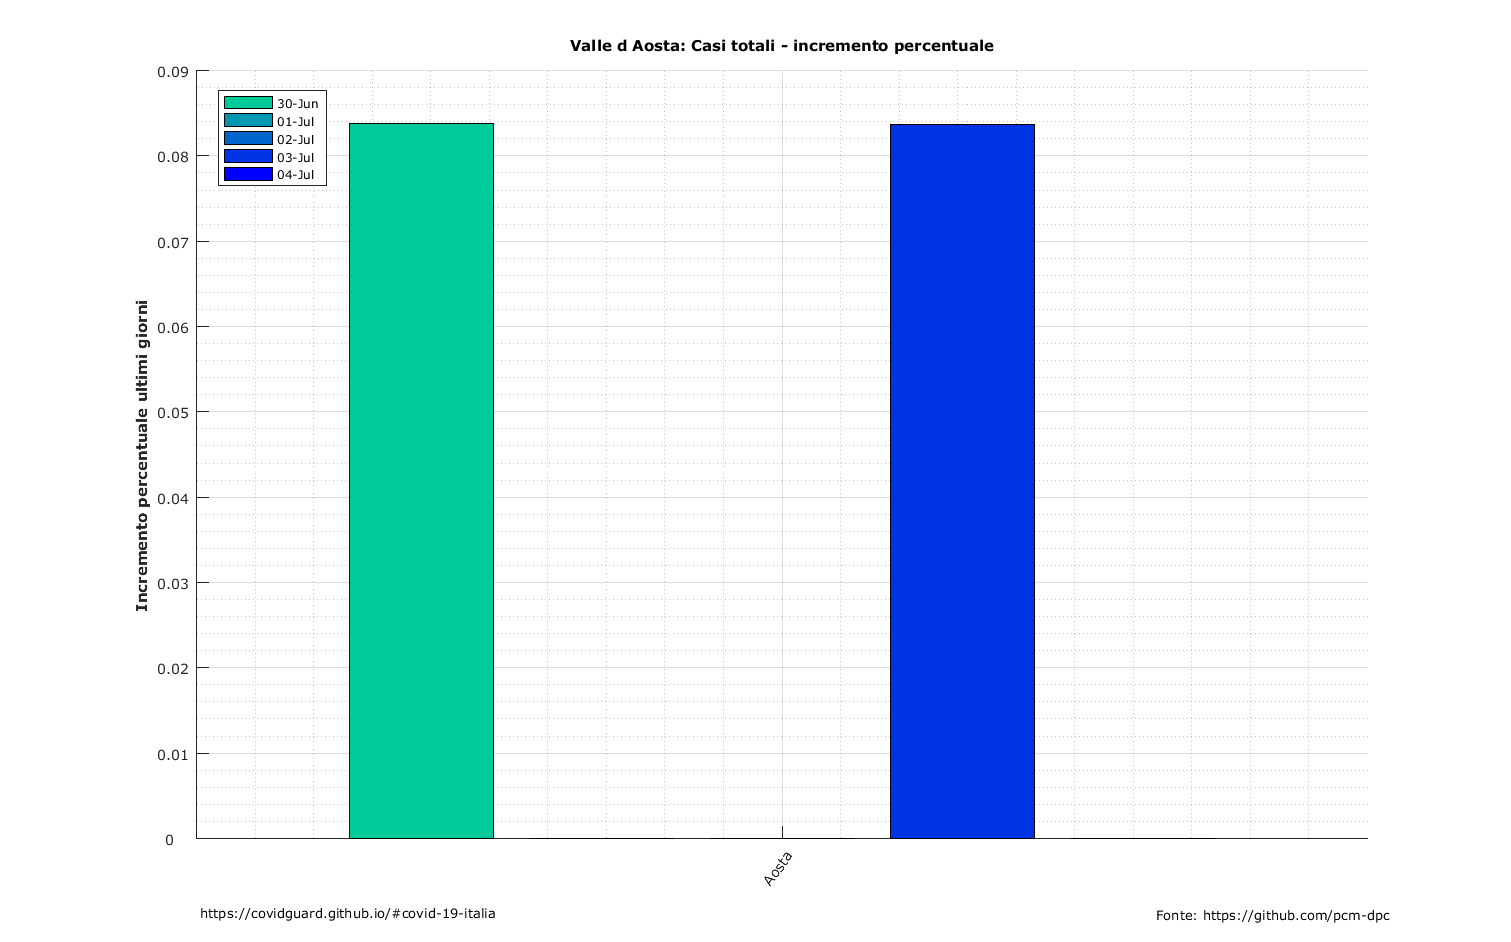 Valle d Aosta: Casi totali - incremento percentuale
0.09
0.08
0.07
0.06
0.05
0.04
0.03
0.02
0.01
0
Incremento percentuale ultimi giorni
30-Jun
01-Jul
02-Jul
03-Jul
04-Jul
Aosta
https://covidguard.github.io/#covid-19-italia
Fonte: https://github.com/pcm-dpc